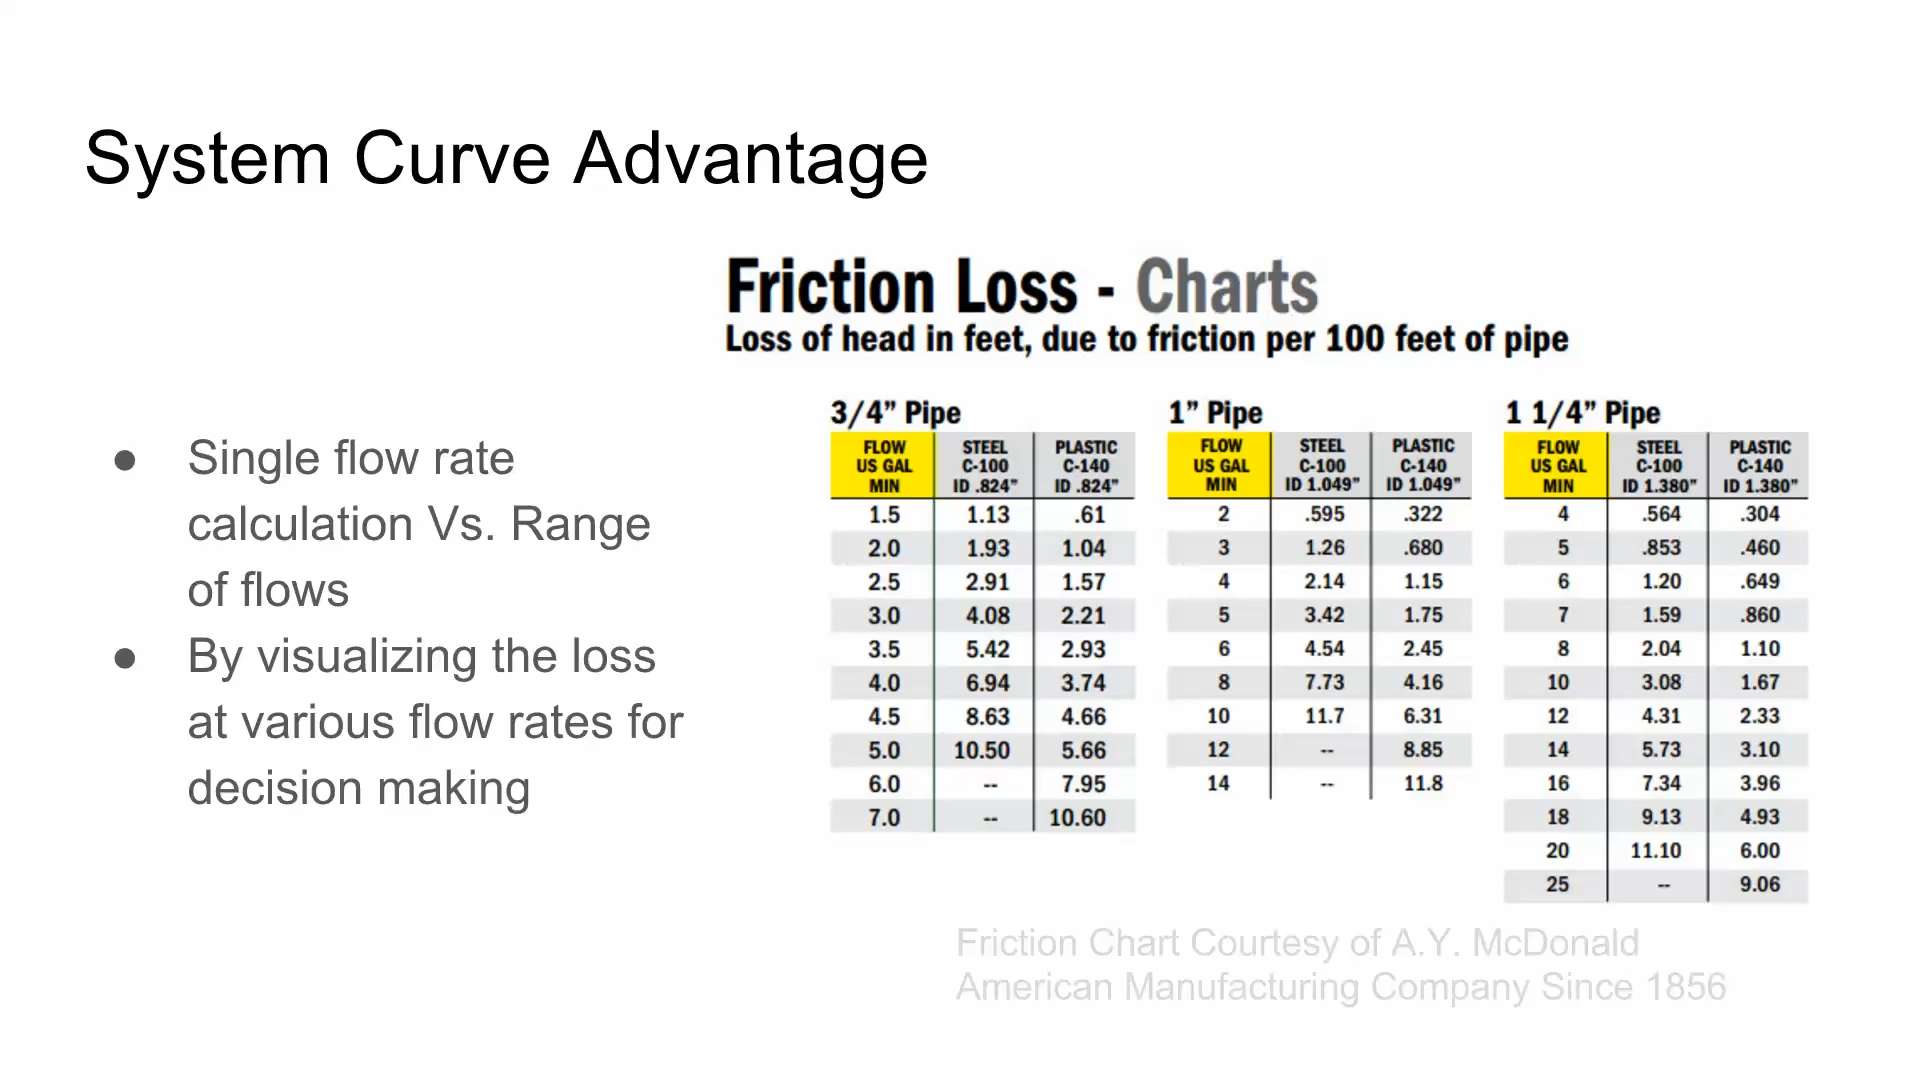 System Curve Advantage
Friction Loss - Charts
Loss of head in feet, due to friction per 100 feet of pipe
● Single flow rate
calculation Vs. Range
of flows
● By visualizing the loss
at various flow rates for
decision making
3/4” Pipe
FLOW STEEL PLASTIC
US GAL C-100 C-140
MIN ID .824” ID .824”
1.5 1.13 .61
2.0 1.93 1.04
2.5 2.91 1.57
3.0 4.08 2.21
3.5 5.42 2.93
4.0 6.94 3.74
4.5 8.63 4.66
5.0 10.50 5.66
6.0 -- 7.95
7.0 -- 10.60
1” Pipe
FLOW STEEL PLASTIC
US GAL C-100 C-140
MIN ID 1.049” ID 1.049”
2 .595 .322
3 1.26 .680
4 2.14 1.15
5 3.42 1.75
6 4.54 2.45
8 7.73 4.16
10 11.7 6.31
12 -- 8.85
14 -- 11.8
1 1/4” Pipe
FLOW STEEL PLASTIC
US GAL C-100 C-140
MIN ID 1.380” ID 1.380”
4 .564 .304
5 .853 .460
6 1.20 .649
7 1.59 .860
8 2.04 1.10
10 3.08 1.67
12 4.31 2.33
14 5.73 3.10
16 7.34 3.96
18 9.13 4.93
20 11.10 6.00
25 -- 9.06
Friction Chart Courtesy of A.Y. McDonald
American Manufacturing Company Since 1856